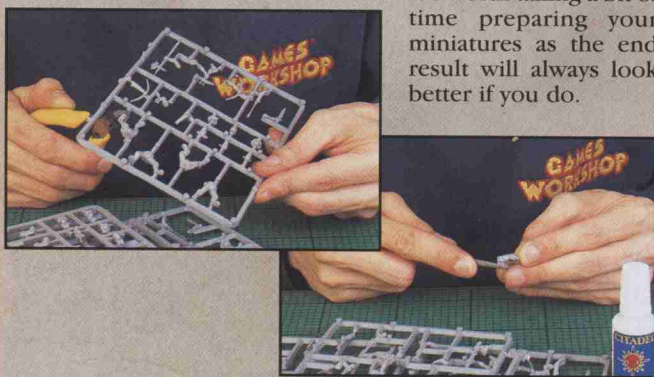 time preparing your
miniatures as the end
result will always look
better if you do.
GAMES
WORKSHOP
GAMES
WORKSHOP
CITADEL